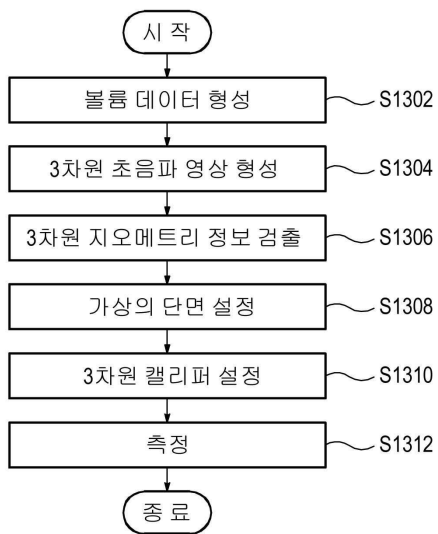 시 작
볼륨 데이터 형성 S1302
3차원 초음파 영상 형성 S1304
3차원 지오메트리 정보 검출 S1306
가상의 단면 설정 S1308
3차원 캘리퍼 설정 S1310
측정 S1312
종 료